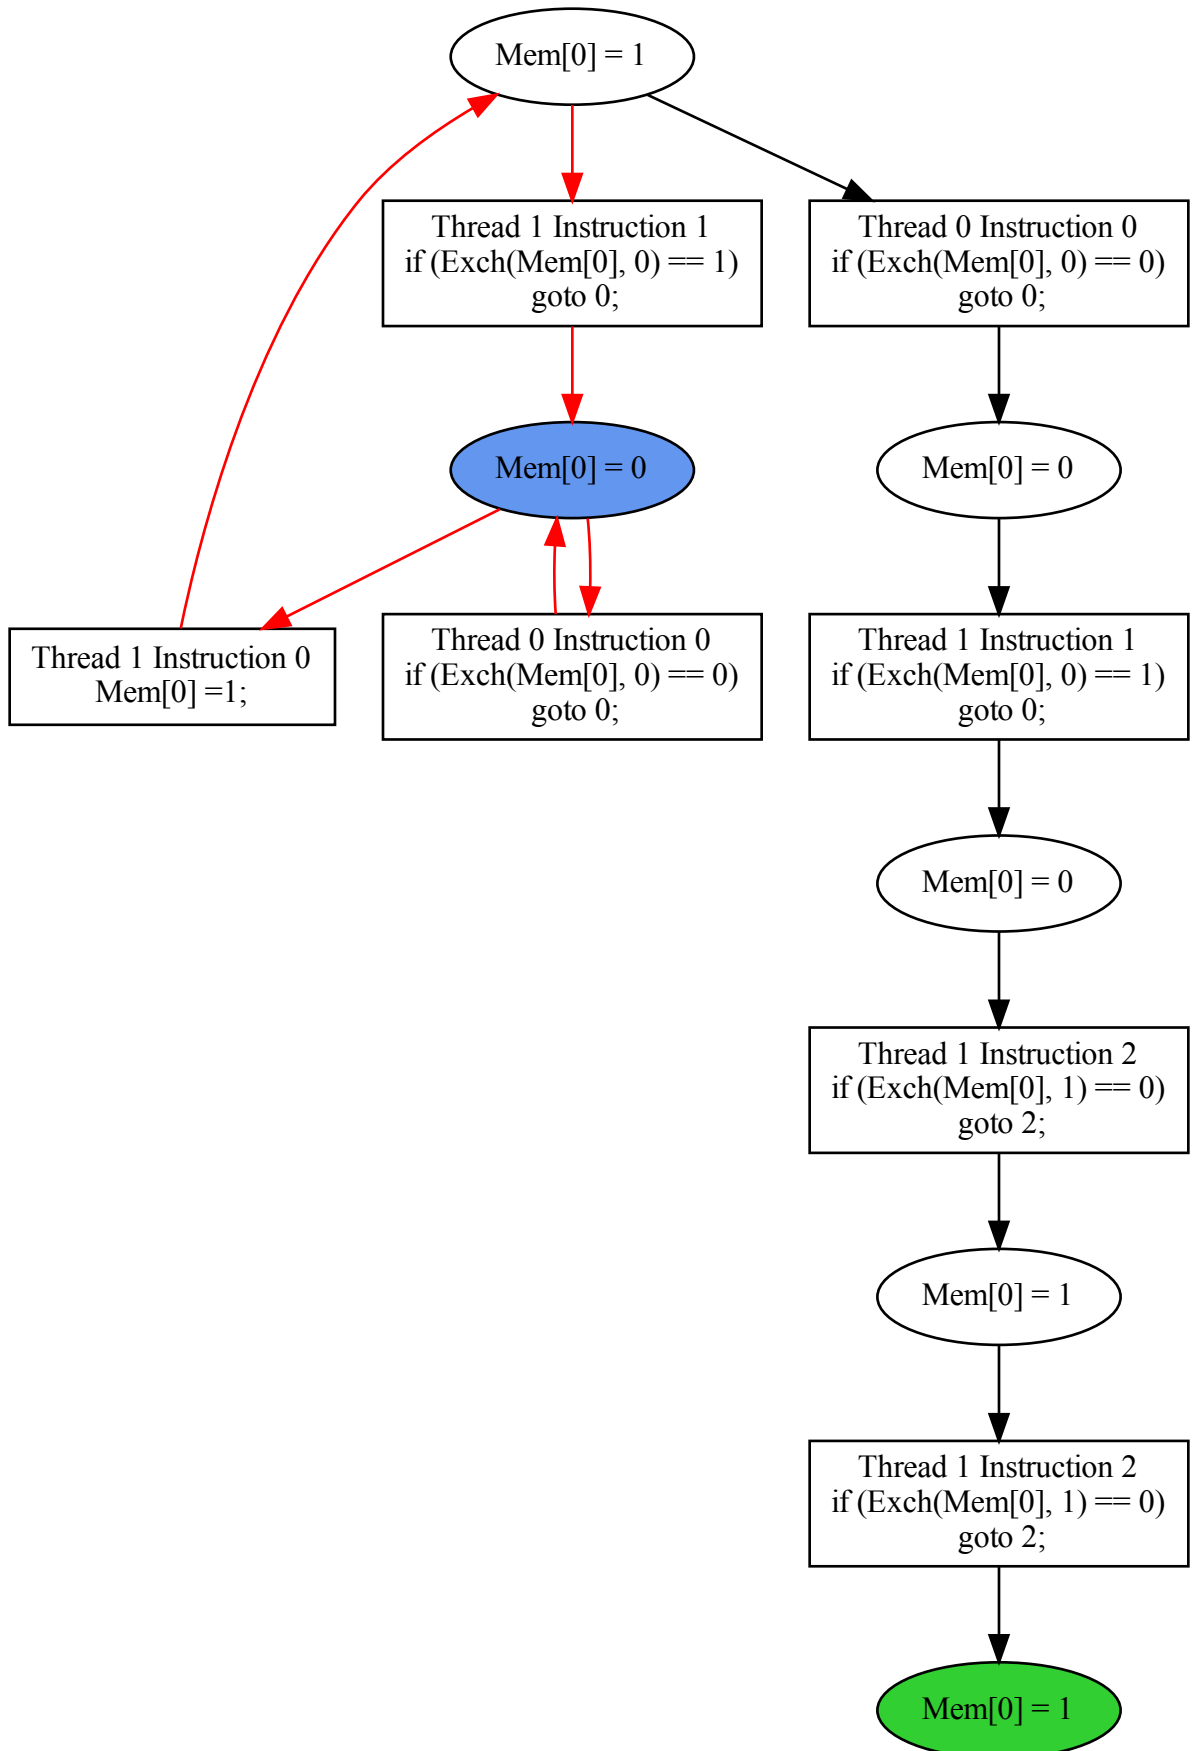 Mem[0] = 1
Thread 1 Instruction 1
if (Exch(Mem[0], 0) == 1)
goto 0;
Thread 0 Instruction 0
if (Exch(Mem[0], 0) == 0)
goto 0;
Mem[0] = 0
Mem[0] = 0
Thread 1 Instruction 0
Mem[0] =1;
Thread 0 Instruction 0
if (Exch(Mem[0], 0) == 0)
goto 0;
Thread 1 Instruction 1
if (Exch(Mem[0], 0) == 1)
goto 0;
Mem[0] = 0
Thread 1 Instruction 2
if (Exch(Mem[0], 1) == 0)
goto 2;
Mem[0] = 1
Thread 1 Instruction 2
if (Exch(Mem[0], 1) == 0)
goto 2;
Mem[0] = 1